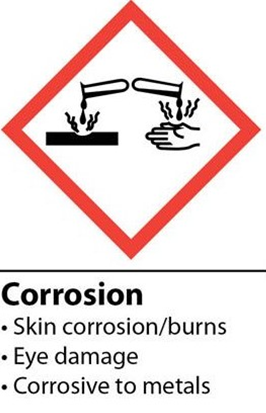 Corrosion
• Skin corrosion/burns
• Eye damage
• Corrosive to metals